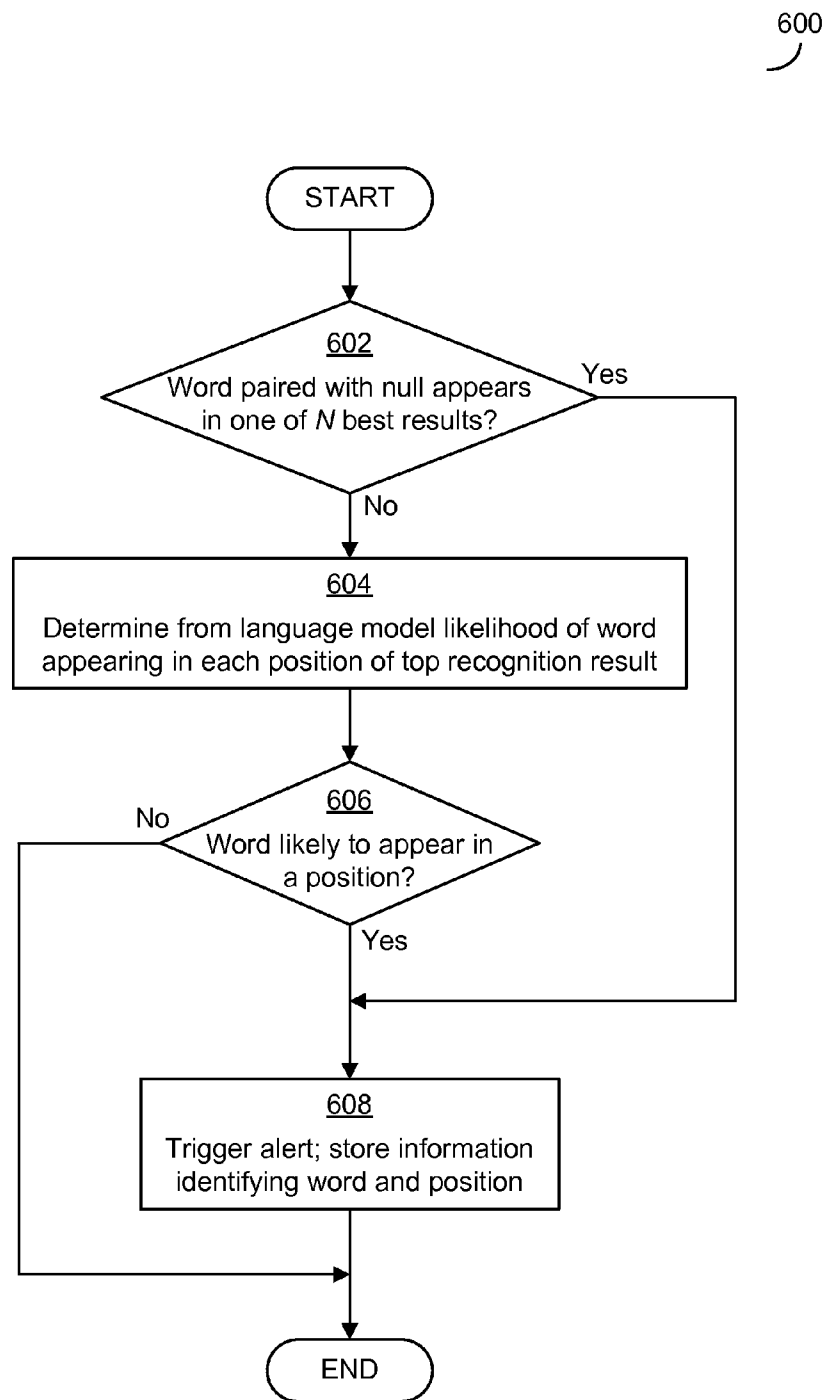 600
START
602
Word paired with null appears
in one of N best results?
Yes
No
604
Determine from language model likelihood of word
appearing in each position of top recognition result
606
No
Word likely to appear in
a position?
Yes
608
Trigger alert; store information
identifying word and position
END